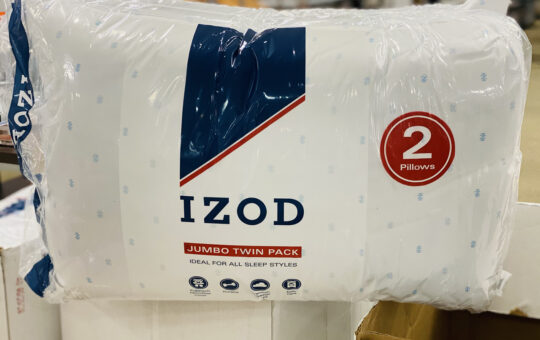 IZOD
2
Pillows
IZOD
JUMBO TWIN PACK
IDEAL FOR ALL SLEEP STYLES